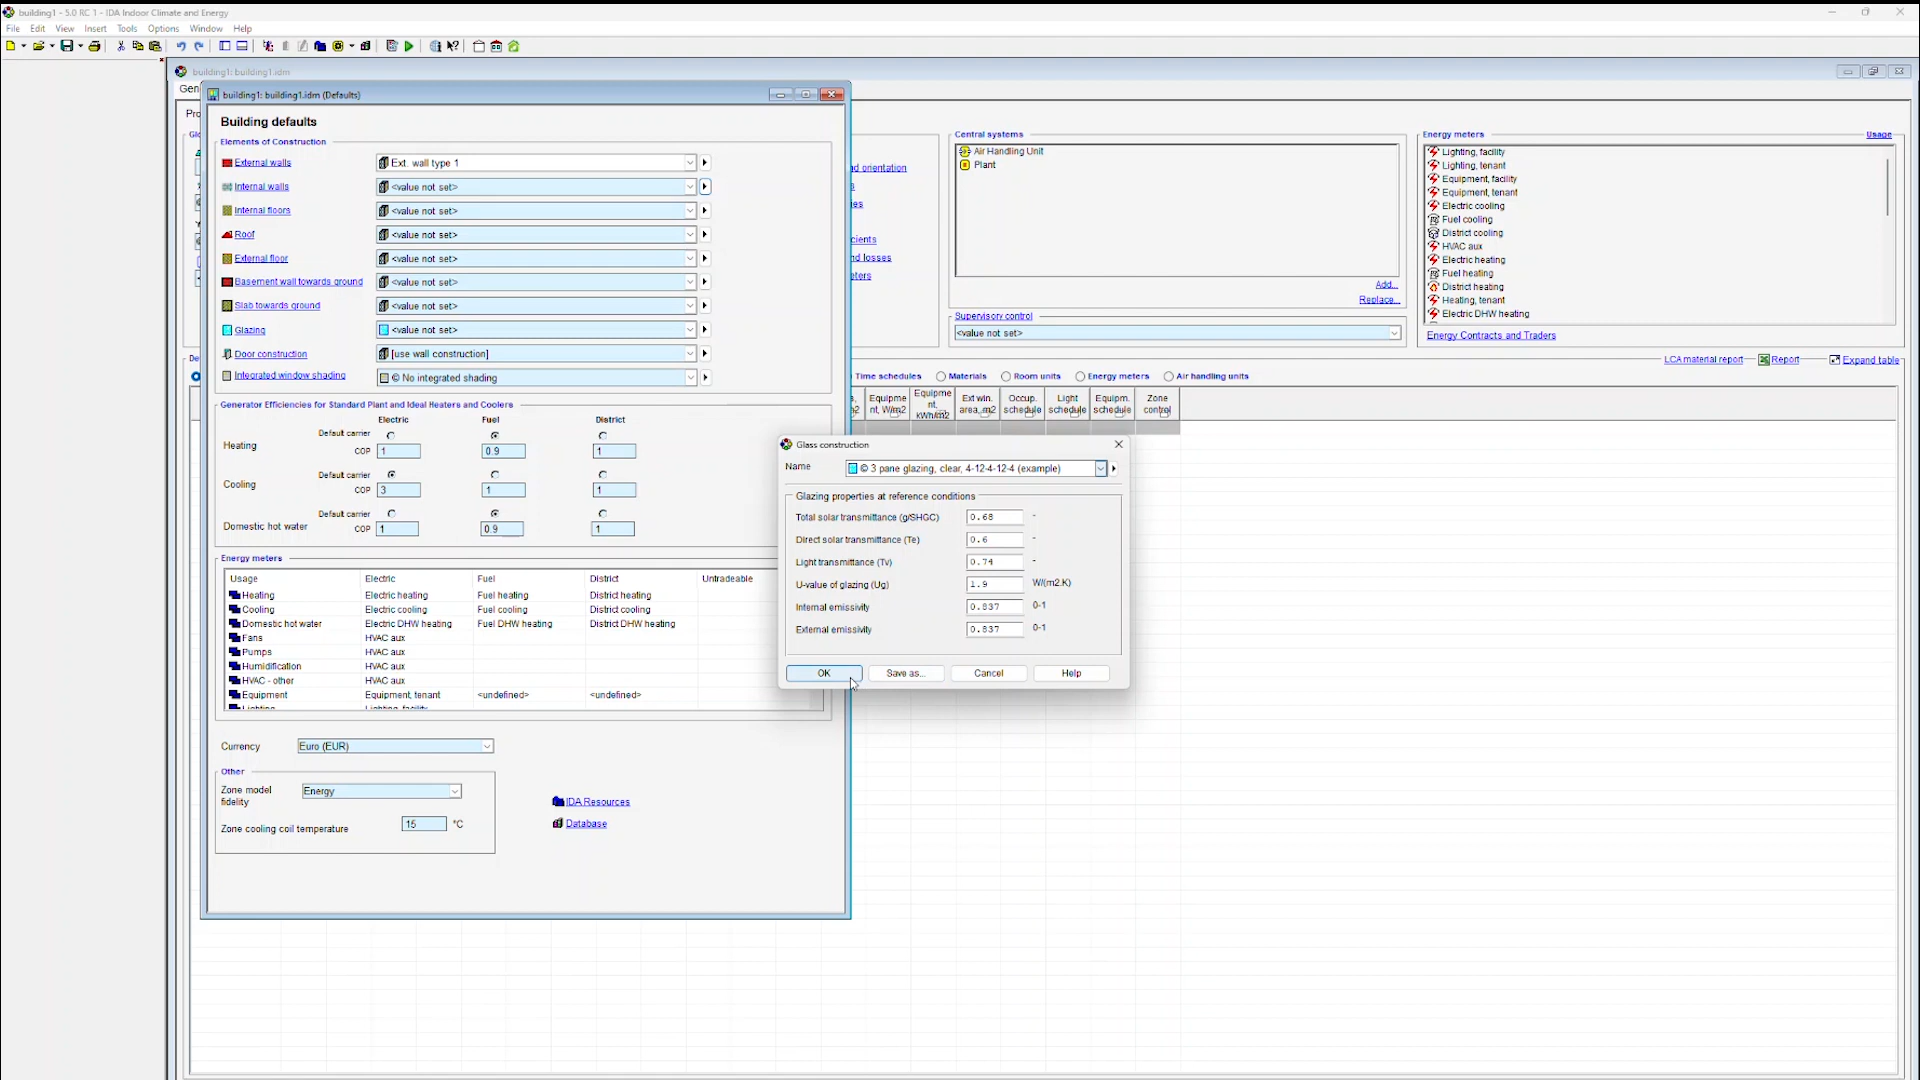 building1 - 5.0 RC 1 - IDA Indoor Climate and Energy
File Edit View Insert Tools Options Window Help
building1: building1.idm
building1: building1.idm (Defaults)
Building defaults
Elements of Construction
External walls Ext. wall type 1
Internal walls <value not set>
Internal floors <value not set>
Roof <value not set>
External floor <value not set>
Basement wall towards ground <value not set>
Slab towards ground <value not set>
Glazing <value not set>
Door construction [use wall construction]
Integrated window shading © No integrated shading
Generator Efficiencies for Standard Plant and Ideal Heaters and Coolers
Electric Fuel District
Heating Default carrier
COP 1 0.9 1
Cooling Default carrier
COP 3 1 1
Domestic hot water Default carrier
COP 1 0.9 1
Energy meters
Usage Electric Fuel District Untradeable
Heating Electric heating Fuel heating District heating
Cooling Electric cooling Fuel cooling District cooling
Domestic hot water Electric DHW heating Fuel DHW heating District DHW heating
Fans HVAC aux
Pumps HVAC aux
Humidification HVAC aux
HVAC - other HVAC aux
Equipment Equipment, tenant <undefined> <undefined>
Lighting Lighting, facility
Currency Euro (EUR)
Other
Zone model fidelity Energy
Zone cooling coil temperature 15 °C
IDA Resources
Database
Central systems
Air Handling Unit
Plant
Add...
Replace...
Supervisory control
<value not set>
Energy meters Usage
Lighting, facility
Lighting, tenant
Equipment, facility
Equipment, tenant
Electric cooling
Fuel cooling
District cooling
HVAC aux
Electric heating
Fuel heating
District heating
Heating, tenant
Electric DHW heating
Energy Contracts and Traders
LCA material report Report Expand table
Time schedules Materials Room units Energy meters Air handling units
Equipme nt, W/m2
Equipme nt, kWh/m2
Ext win. area, m2
Occup. schedule
Light schedule
Equipm. schedule
Zone control
Glass construction
Name © 3 pane glazing, clear, 4-12-4-12-4 (example)
Glazing properties at reference conditions
Total solar transmittance (g/SHGC) 0.68 -
Direct solar transmittance (Te) 0.6 -
Light transmittance (Tv) 0.74 -
U-value of glazing (Ug) 1.9 W/(m2.K)
Internal emissivity 0.837 0-1
External emissivity 0.837 0-1
OK Save as... Cancel Help